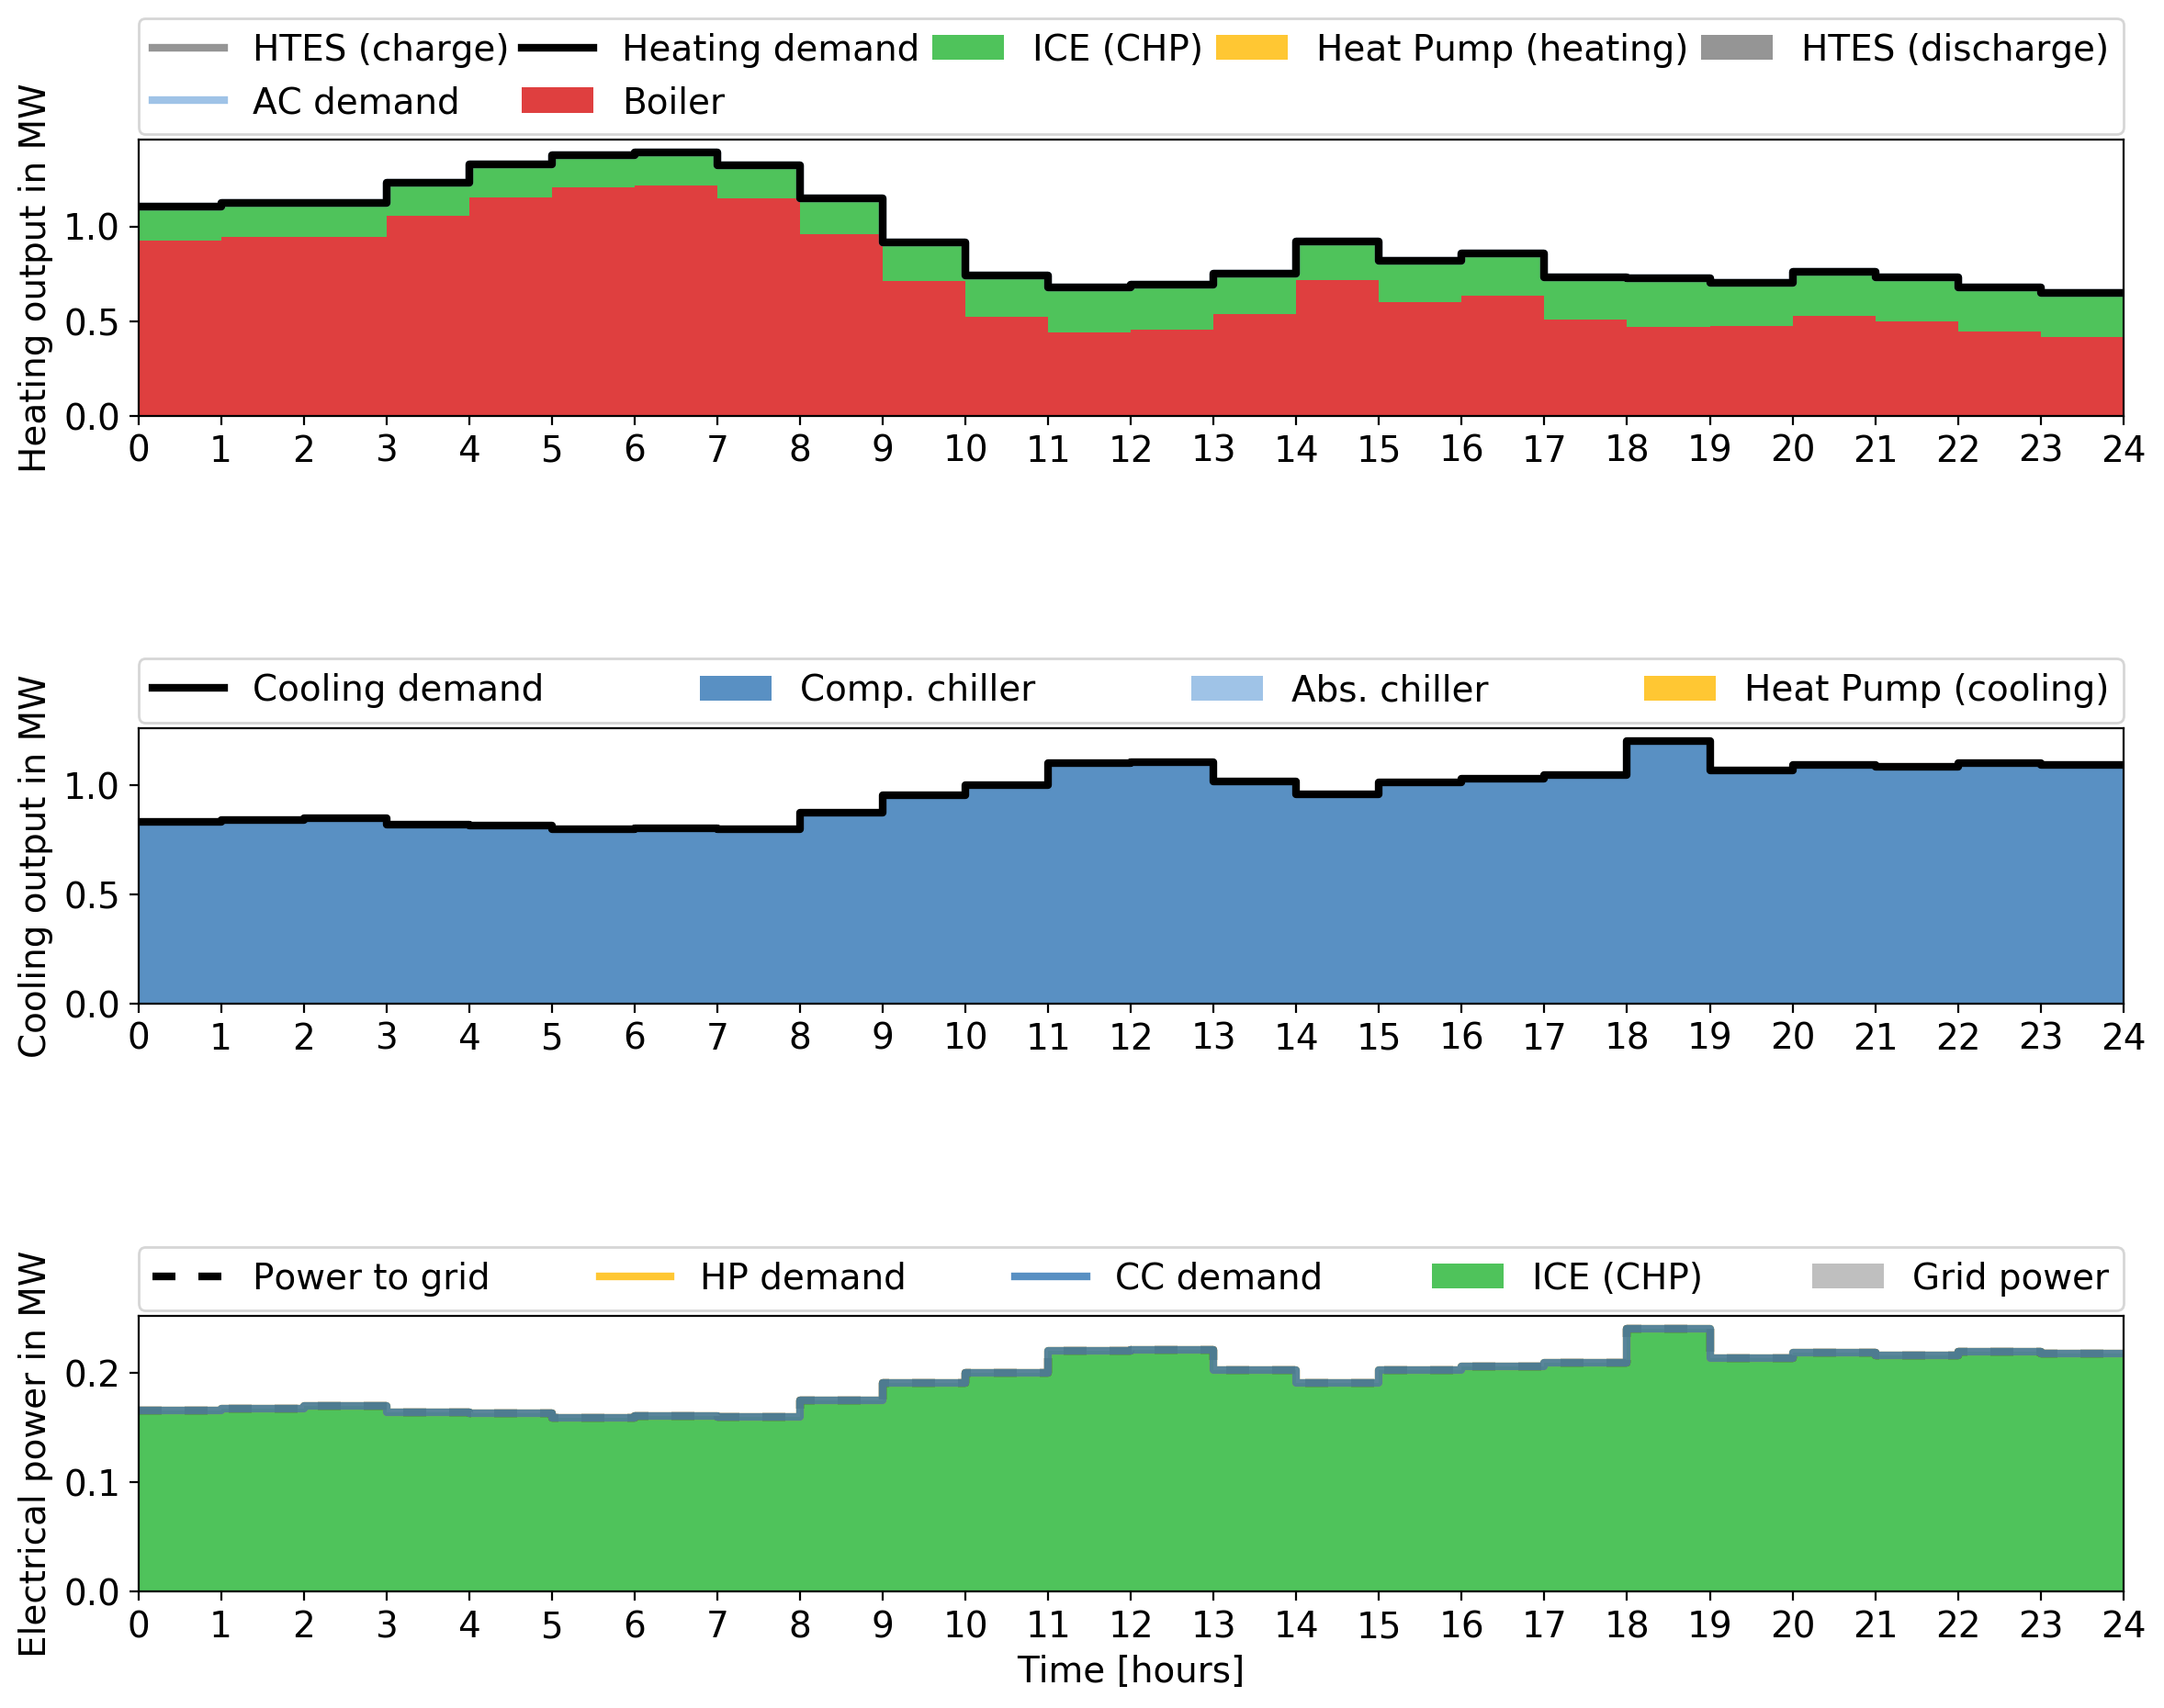 HTES (charge) Heating demand ICE (CHP) Heat Pump (heating) HTES (discharge)
AC demand Boiler
Heating output in MW
1.0
0.5
0.0
0 1 2 3 4 5 6 7 8 9 10 11 12 13 14 15 16 17 18 19 20 21 22 23 24
Cooling demand Comp. chiller Abs. chiller Heat Pump (cooling)
Cooling output in MW
1.0
0.5
0.0
0 1 2 3 4 5 6 7 8 9 10 11 12 13 14 15 16 17 18 19 20 21 22 23 24
Power to grid HP demand CC demand ICE (CHP) Grid power
Electrical power in MW
0.2
0.1
0.0
0 1 2 3 4 5 6 7 8 9 10 11 12 13 14 15 16 17 18 19 20 21 22 23 24
Time [hours]